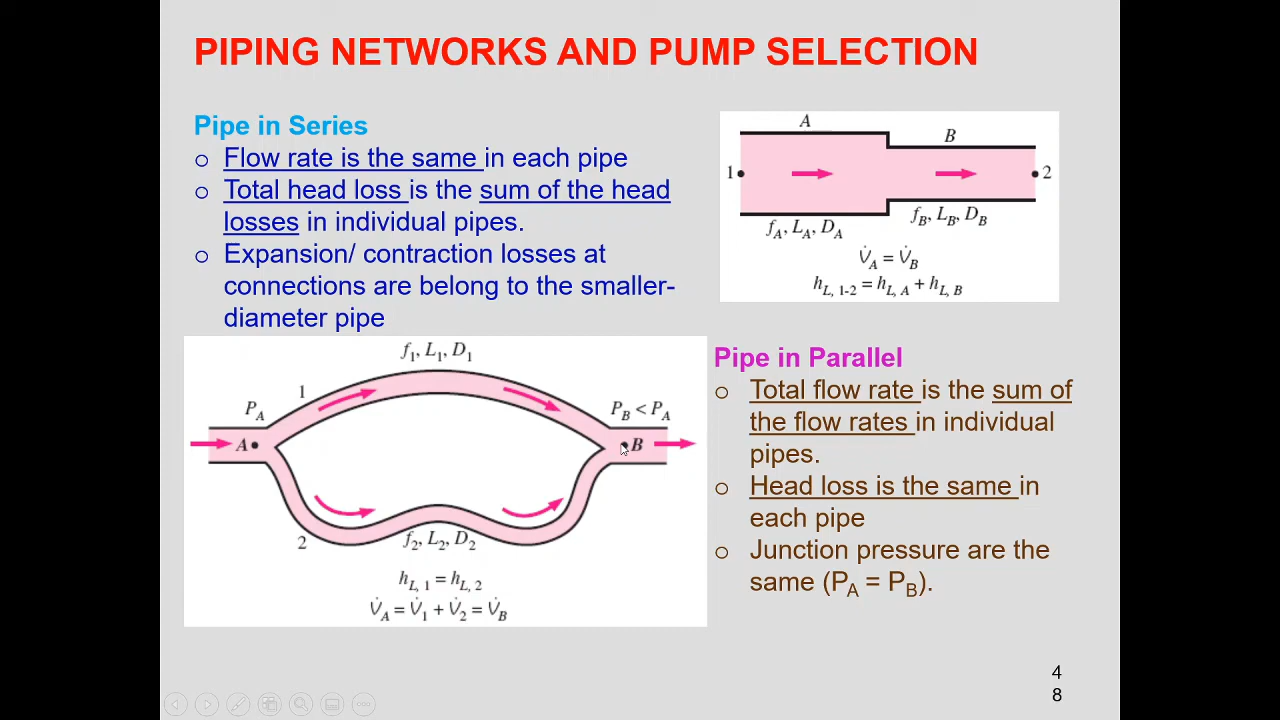 PIPING NETWORKS AND PUMP SELECTION
Pipe in Series
o Flow rate is the same in each pipe
o Total head loss is the sum of the head
losses in individual pipes.
o Expansion/ contraction losses at
connections are belong to the smaller-
diameter pipe
A
B
1
2
f_A, L_A, D_A
f_B, L_B, D_B
V̇_A = V̇_B
h_{L, 1-2} = h_{L, A} + h_{L, B}
f₁, L₁, D₁
1
P_A
P_B < P_A
A
B
2
f₂, L₂, D₂
h_{L, 1} = h_{L, 2}
V̇_A = V̇₁ + V̇₂ = V̇_B
Pipe in Parallel
o Total flow rate is the sum of
the flow rates in individual
pipes.
o Head loss is the same in
each pipe
o Junction pressure are the
same (P_A = P_B).
4
8